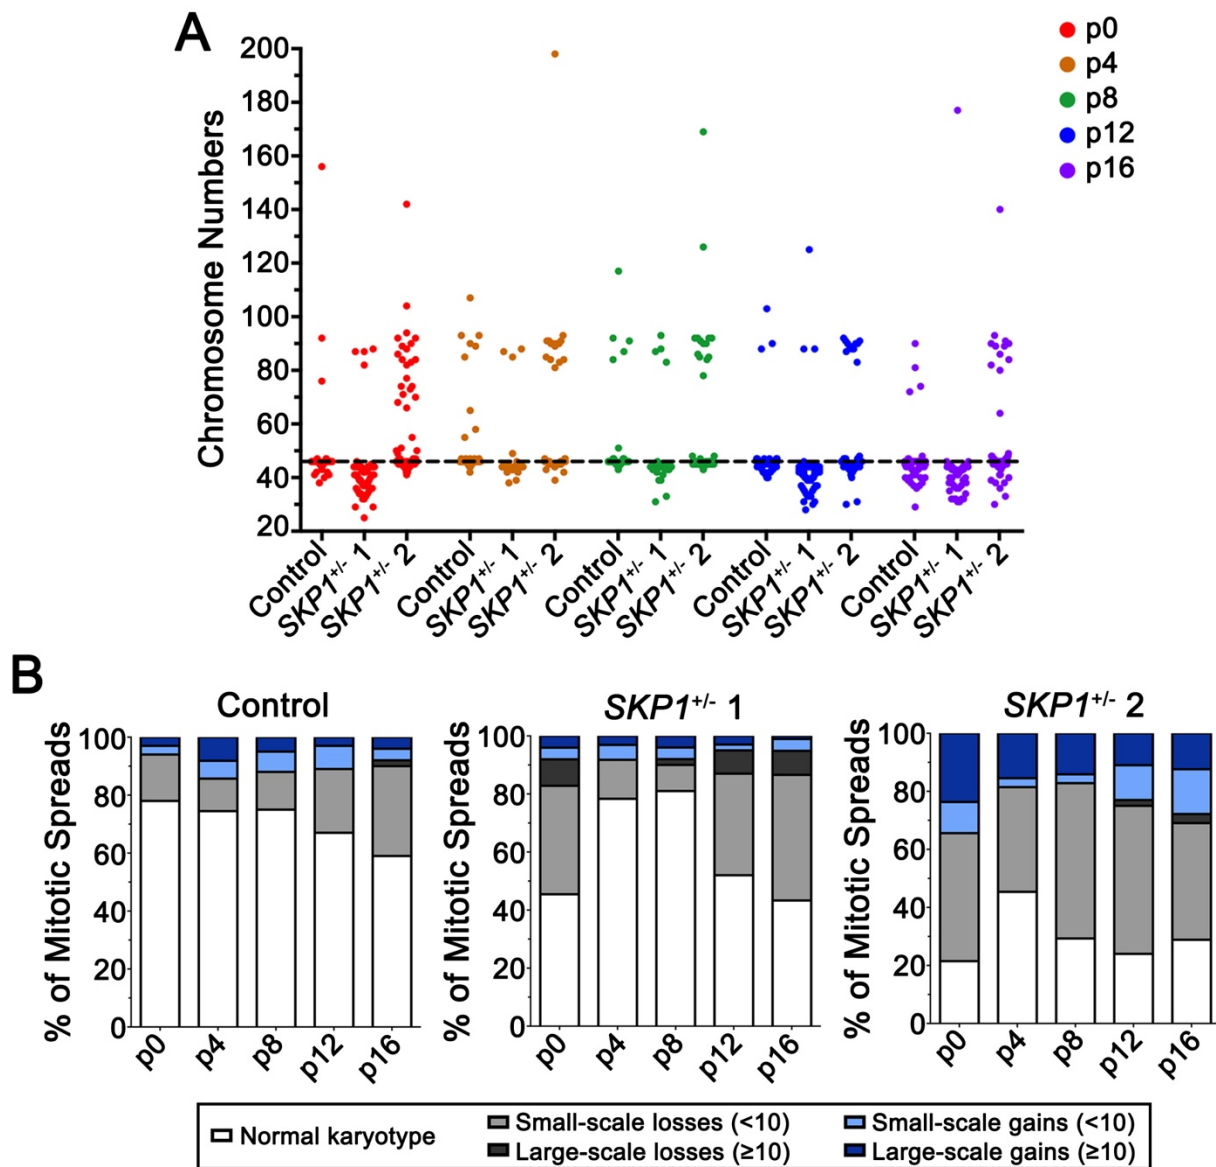 A
p0
p4
p8
p12
p16
Chromosome Numbers
200
180
160
140
120
100
80
60
40
20
Control
SKP1+/- 1
SKP1+/- 2
Control
SKP1+/- 1
SKP1+/- 2
Control
SKP1+/- 1
SKP1+/- 2
Control
SKP1+/- 1
SKP1+/- 2
Control
SKP1+/- 1
SKP1+/- 2
B
Control
% of Mitotic Spreads
100
80
60
40
20
0
p0
p4
p8
p12
p16
SKP1+/- 1
% of Mitotic Spreads
100
80
60
40
20
0
p0
p4
p8
p12
p16
SKP1+/- 2
% of Mitotic Spreads
100
80
60
40
20
0
p0
p4
p8
p12
p16
Normal karyotype
Small-scale losses (<10)
Large-scale losses (≥10)
Small-scale gains (<10)
Large-scale gains (≥10)